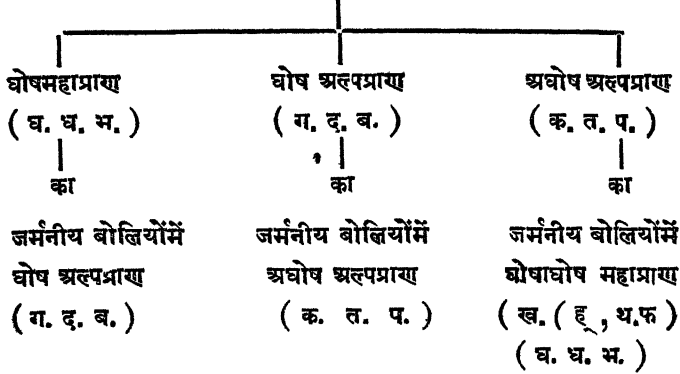 घोषमहाप्राण
( घ. ध. भ. )
का
जर्मनीय बोलियोंमें
घोष अल्पप्राण
( ग. द. ब. )
घोष अल्पप्राण
( ग. द. ब. )
का
जर्मनीय बोलियोंमें
अघोष अल्पप्राण
( क. त. प. )
अघोष अल्पप्राण
( क. त. प. )
का
जर्मनीय बोलियोंमें
घोषाघोष महाप्राण
( ख. ( ह् , थ.फ )
( घ. ध. भ. )